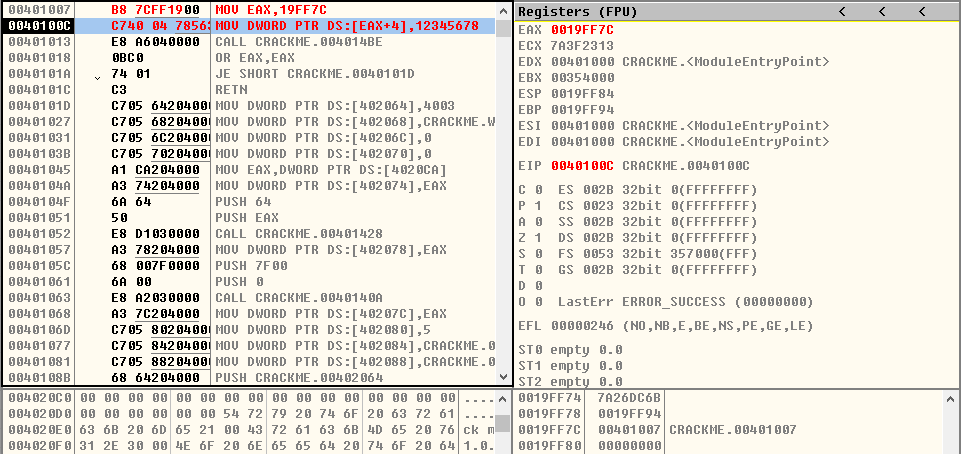 00401007 B8 7CFF1900 MOV EAX,19FF7C
0040100C C740 04 78563 MOV DWORD PTR DS:[EAX+4],12345678
00401013 E8 A6040000 CALL CRACKME.004014BE
00401018 0BC0 OR EAX,EAX
0040101A 74 01 JE SHORT CRACKME.0040101D
0040101C C3 RETN
0040101D C705 64204000 MOV DWORD PTR DS:[402064],4003
00401027 C705 68204000 MOV DWORD PTR DS:[402068],CRACKME.W
00401031 C705 6C204000 MOV DWORD PTR DS:[40206C],0
0040103B C705 70204000 MOV DWORD PTR DS:[402070],0
00401045 A1 CA204000 MOV EAX,DWORD PTR DS:[4020CA]
0040104A A3 74204000 MOV DWORD PTR DS:[402074],EAX
0040104F 6A 64 PUSH 64
00401051 50 PUSH EAX
00401052 E8 D1030000 CALL CRACKME.00401428
00401057 A3 78204000 MOV DWORD PTR DS:[402078],EAX
0040105C 68 007F0000 PUSH 7F00
00401061 6A 00 PUSH 0
00401063 E8 A2030000 CALL CRACKME.0040140A
00401068 A3 7C204000 MOV DWORD PTR DS:[40207C],EAX
0040106D C705 80204000 MOV DWORD PTR DS:[402080],5
00401077 C705 84204000 MOV DWORD PTR DS:[402084],CRACKME.0
00401081 C705 88204000 MOV DWORD PTR DS:[402088],CRACKME.0
0040108B 68 64204000 PUSH CRACKME.00402064
Registers (FPU) < < <
EAX 0019FF7C
ECX 7A3F2313
EDX 00401000 CRACKME.<ModuleEntryPoint>
EBX 00354000
ESP 0019FF84
EBP 0019FF94
ESI 00401000 CRACKME.<ModuleEntryPoint>
EDI 00401000 CRACKME.<ModuleEntryPoint>
EIP 0040100C CRACKME.0040100C
C 0 ES 002B 32bit 0(FFFFFFFF)
P 1 CS 0023 32bit 0(FFFFFFFF)
A 0 SS 002B 32bit 0(FFFFFFFF)
Z 1 DS 002B 32bit 0(FFFFFFFF)
S 0 FS 0053 32bit 357000(FFF)
T 0 GS 002B 32bit 0(FFFFFFFF)
D 0
O 0 LastErr ERROR_SUCCESS (00000000)
EFL 00000246 (NO,NB,E,BE,NS,PE,GE,LE)
ST0 empty 0.0
ST1 empty 0.0
ST2 empty 0.0
004020C0 00 00 00 00 00 00 00 00 00 00 00 00 00 00 00 00 ....
004020D0 00 00 00 00 00 00 54 72 79 20 74 6F 20 63 72 61 ....
004020E0 63 6B 20 6D 65 21 00 43 72 61 63 6B 4D 65 20 76 ck m
004020F0 31 2E 30 00 4E 6F 20 6E 65 65 64 20 74 6F 20 64 1.0.
0019FF74 7A26DC6B
0019FF78 0019FF94
0019FF7C 00401007 CRACKME.00401007
0019FF80 00000000